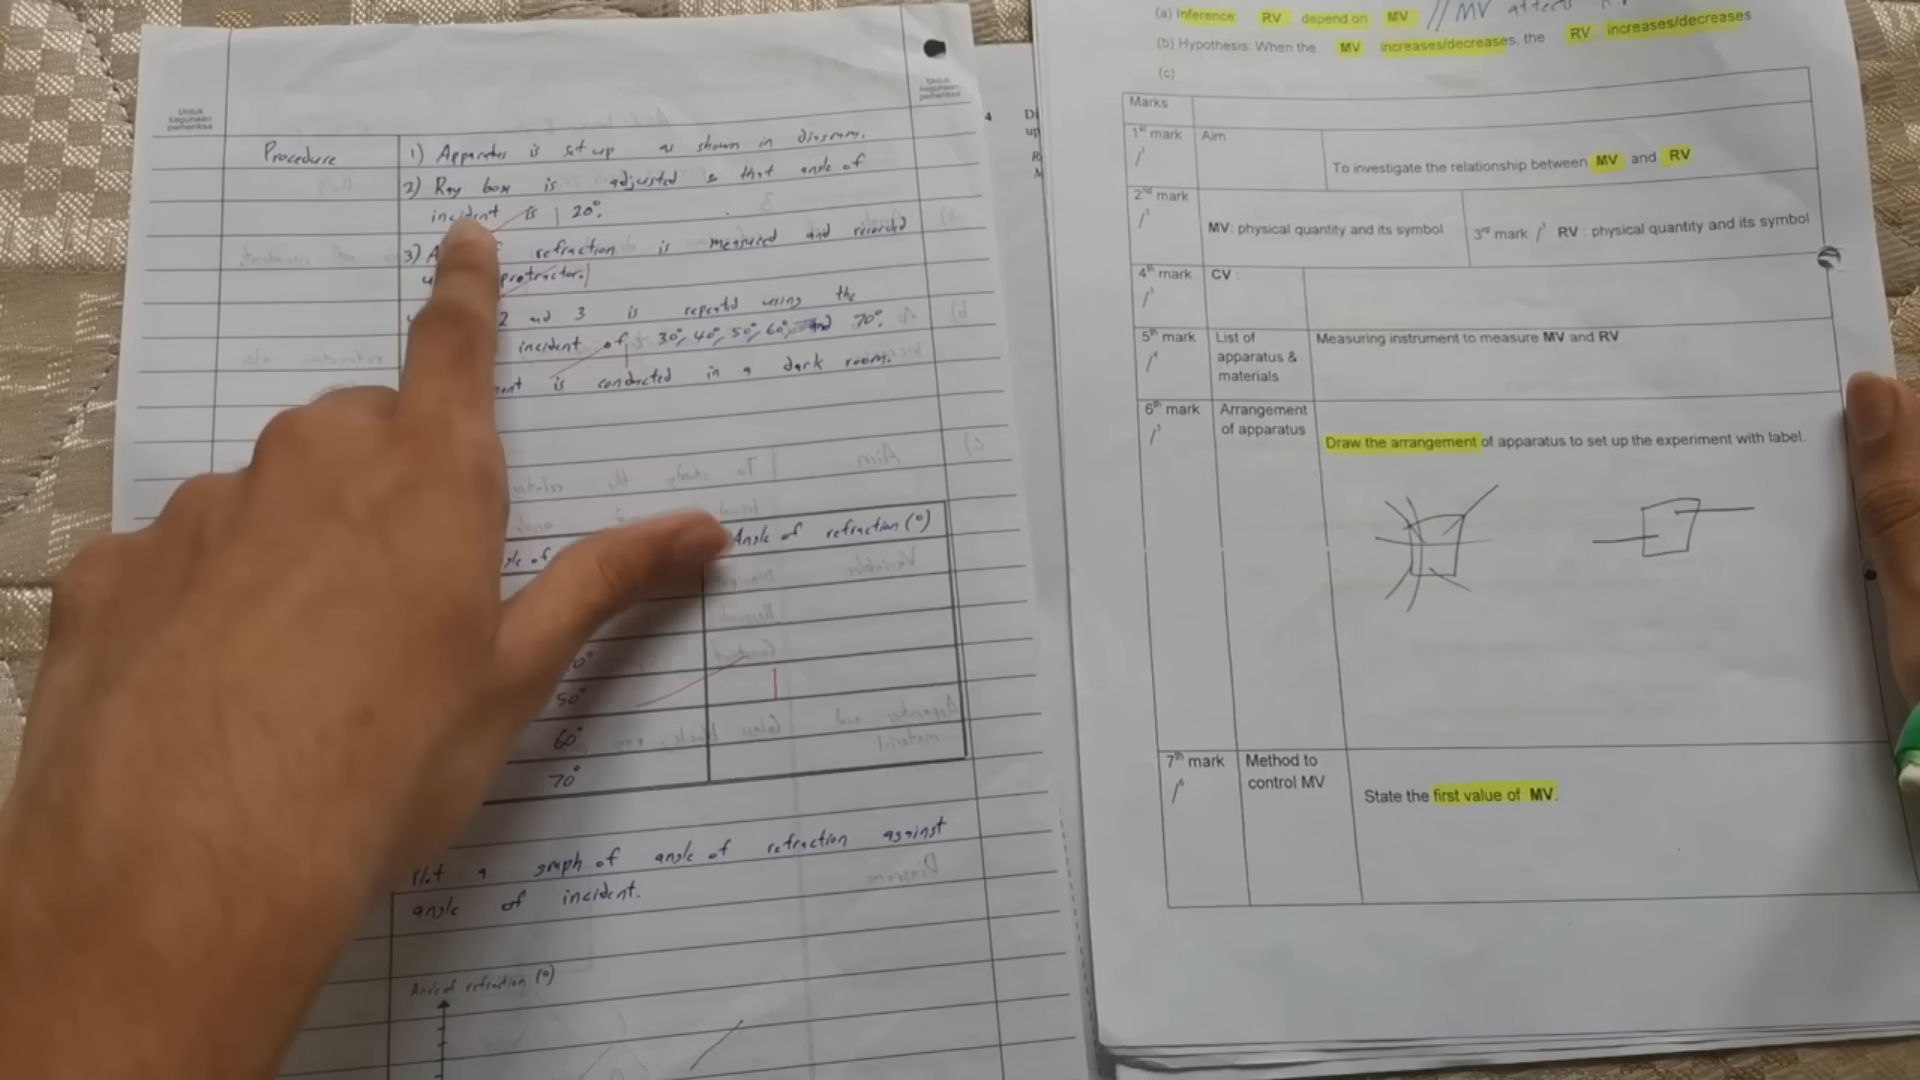 Untuk
kegunaan
pemeriksa
Untuk
kegunaan
pemeriksa
Procedure
1) Apparatus is set up as shown in diagram.
2) Ray box is adjusted so that angle of
incident is 20°.
3) A refraction is measured and recorded
protractor.
2 and 3 is repeated using the
incident of 30°, 40°, 50°, 60° and 70°.
is conducted in a dark room.
of
Angle of refraction (°)
50°
60°
70°
Plot a graph of angle of refraction against
angle of incident.
Angle of refraction (°)
4
(a) Inference: RV depend on MV // MV affects
(b) Hypothesis: When the MV increases/decreases, the RV increases/decreases
(c)
Marks
1st mark
Aim
To investigate the relationship between MV and RV
2nd mark
MV: physical quantity and its symbol
3rd mark RV : physical quantity and its symbol
4th mark
CV :
5th mark
List of
apparatus &
materials
Measuring instrument to measure MV and RV
6th mark
Arrangement
of apparatus
Draw the arrangement of apparatus to set up the experiment with label.
7th mark
Method to
control MV
State the first value of MV.